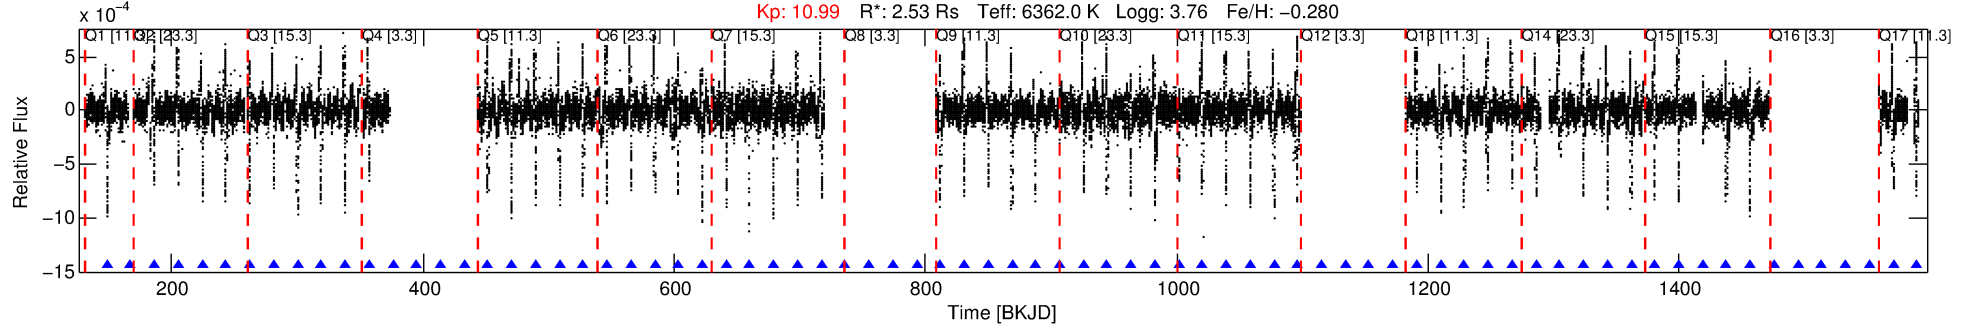 Kp: 10.99 R*: 2.53 Rs Teff: 6362.0 K Logg: 3.76 Fe/H: −0.280
x 10⁻⁴
Q3 [15.3] Q4 [3.3] Q5 [11.3] Q6 [23.3] Q7 [15.3] Q8 [3.3] Q9 [11.3] Q10 [23.3] Q11 [15.3] Q12 [3.3] Q13 [11.3] Q14 [23.3] Q15 [15.3] Q16 [3.3] Q17 [11.3]
5
0
−5
−10
−15
Relative Flux
200 400 600 800 1000 1200 1400
Time [BKJD]